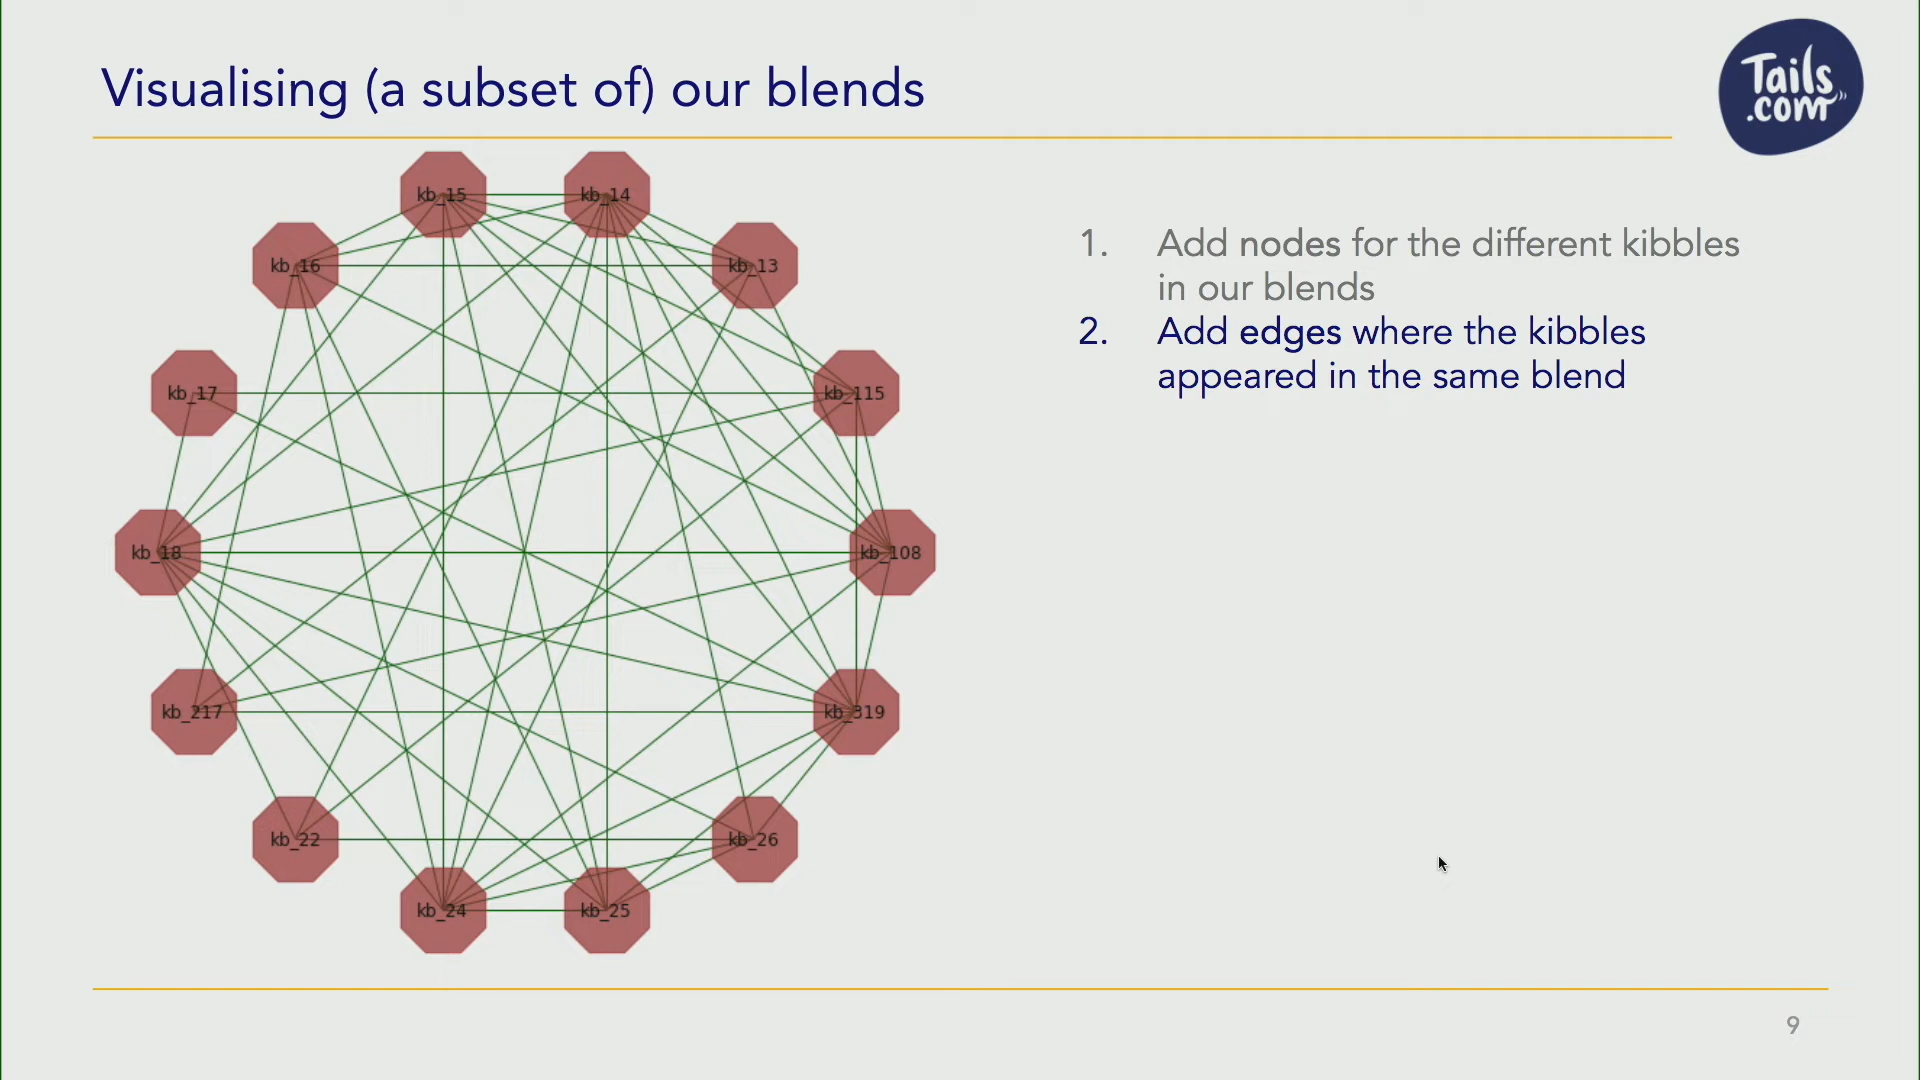 Visualising (a subset of) our blends
Tails
.com
kb_15
kb_14
kb_16
kb_13
kb_17
kb_115
kb_18
kb_108
kb_217
kb_319
kb_22
kb_26
kb_24
kb_25
1. Add nodes for the different kibbles
in our blends
2. Add edges where the kibbles
appeared in the same blend
9